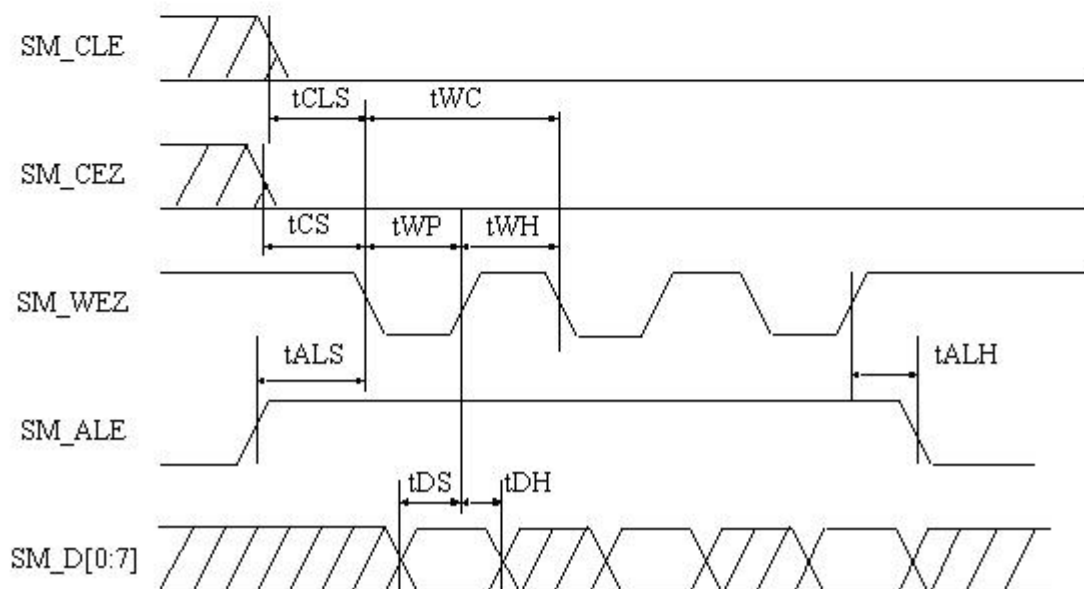 SM_CLE
tCLS tWC
SM_CEZ
tCS tWP tWH
SM_WEZ
tALS tALH
SM_ALE
tDS tDH
SM_D[0:7]